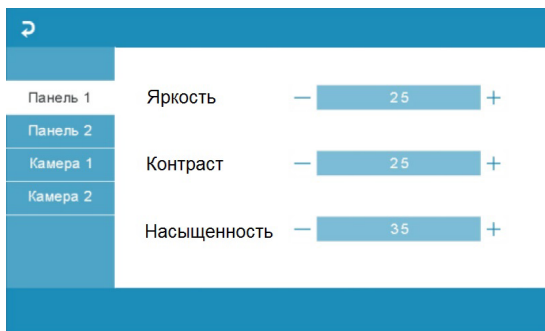 Панель 1
Панель 2
Камера 1
Камера 2
Яркость — 25 +
Контраст — 25 +
Насыщенность — 35 +